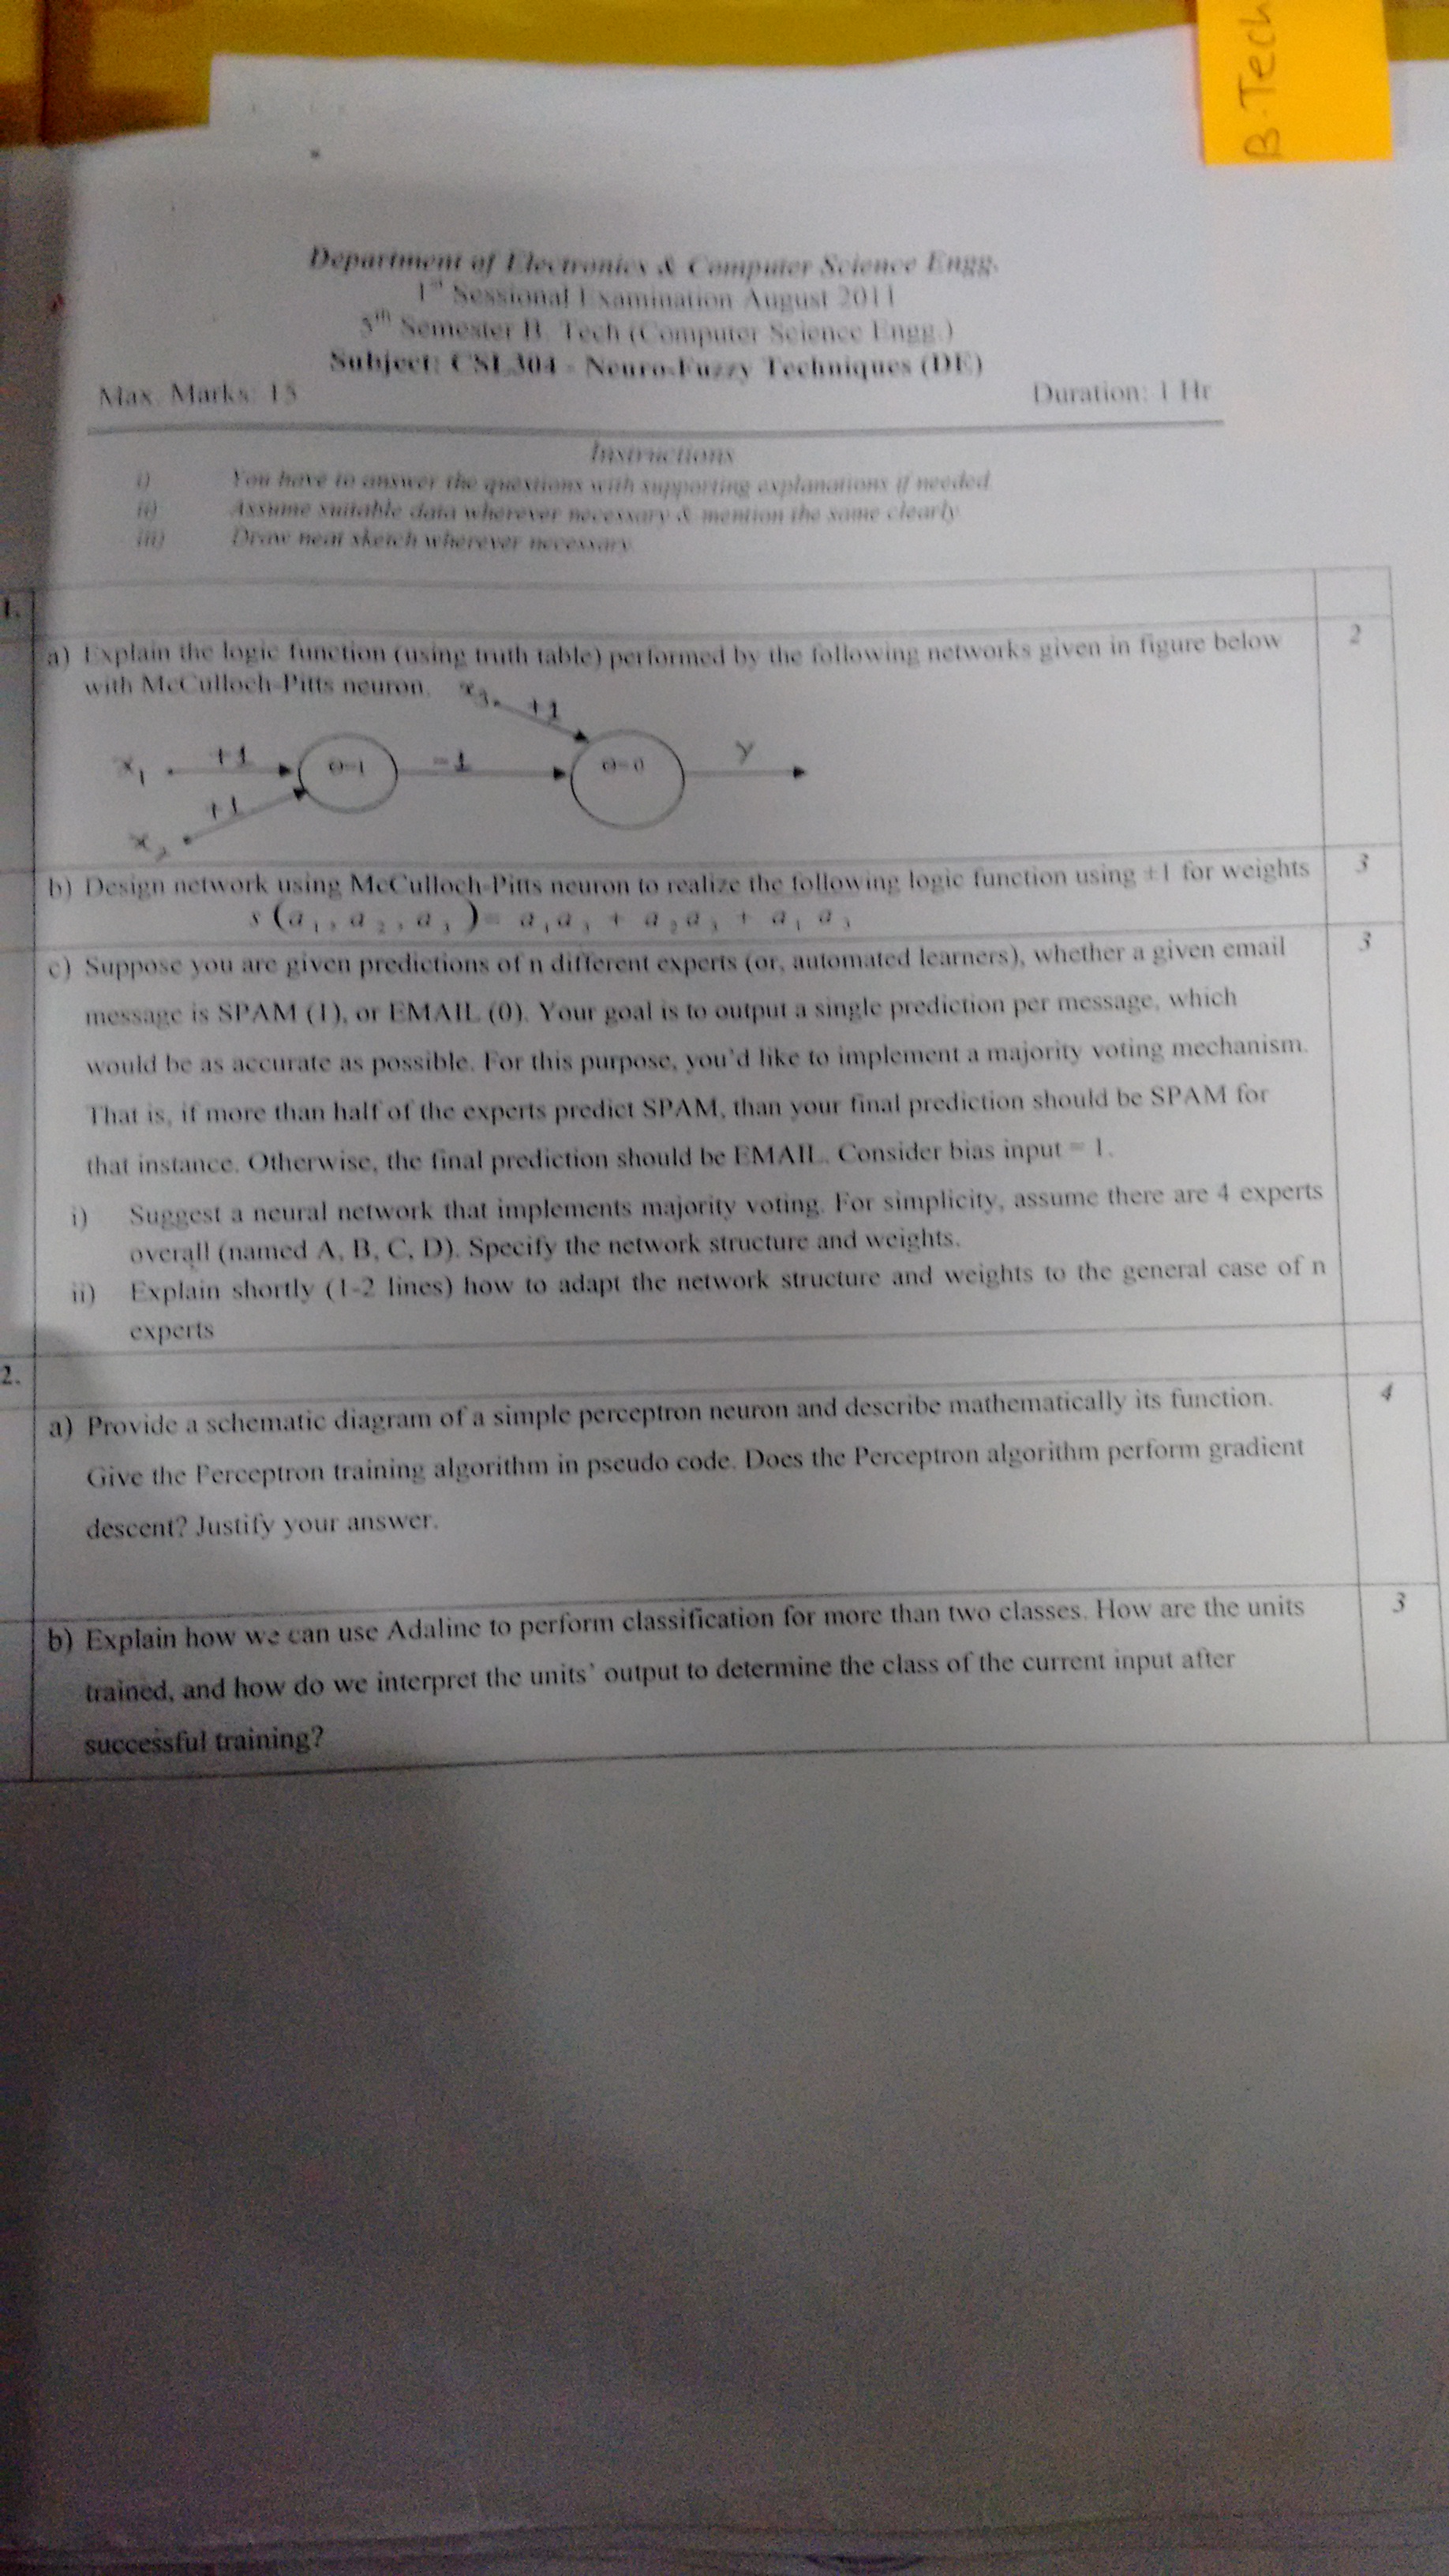 B.Tech
Department of Electronics & Computer Science Engg.
1st Sessional Examination August 2011
5th Semester B. Tech (Computer Science Engg.)
Subject: CSL304 - Neuro-Fuzzy Techniques (DE)
Max. Marks: 15 Duration: 1 Hr
Instructions
i) You have to answer the questions with supporting explanations if needed.
ii) Assume suitable data wherever necessary & mention the same clearly.
iii) Draw neat sketch wherever necessary.
1.
a) Explain the logic function (using truth table) performed by the following networks given in figure below 2
with McCulloch-Pitts neuron. x3 +1
x1 +1 Θ=1 -1 Θ=0 y
x2 +1
b) Design network using McCulloch-Pitts neuron to realize the following logic function using ±1 for weights 3
s (a1, a2, a3) =
c) Suppose you are given predictions of n different experts (or, automated learners), whether a given email 3
message is SPAM (1), or EMAIL (0). Your goal is to output a single prediction per message, which
would be as accurate as possible. For this purpose, you'd like to implement a majority voting mechanism.
That is, if more than half of the experts predict SPAM, than your final prediction should be SPAM for
that instance. Otherwise, the final prediction should be EMAIL. Consider bias input = 1.
i) Suggest a neural network that implements majority voting. For simplicity, assume there are 4 experts
overall (named A, B, C, D). Specify the network structure and weights.
ii) Explain shortly (1-2 lines) how to adapt the network structure and weights to the general case of n
experts
2.
a) Provide a schematic diagram of a simple perceptron neuron and describe mathematically its function. 4
Give the Perceptron training algorithm in pseudo code. Does the Perceptron algorithm perform gradient
descent? Justify your answer.
b) Explain how we can use Adaline to perform classification for more than two classes. How are the units 3
trained, and how do we interpret the units' output to determine the class of the current input after
successful training?